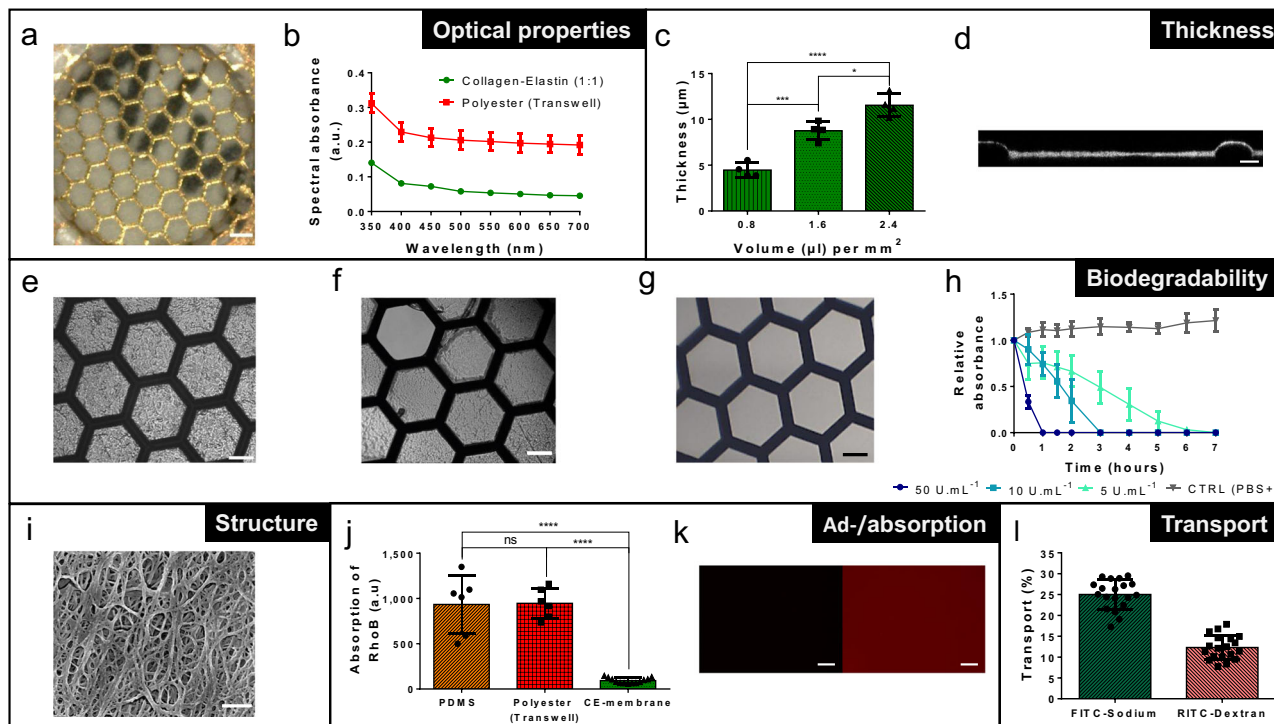 a
b
Optical properties
Spectral absorbance
(a.u.)
0.4
0.3
0.2
0.1
0.0
Collagen-Elastin (1:1)
Polyester (Transwell)
350 400 450 500 550 600 650 700
Wavelength (nm)
c
Thickness (µm)
15
10
5
0
****
***
*
0.8 1.6 2.4
Volume (µl) per mm²
d
Thickness
e
f
g
h
Biodegradability
Relative
absorbance
1.5
1.0
0.5
0.0
0 1 2 3 4 5 6 7
Time (hours)
50 U.mL⁻¹ 10 U.mL⁻¹ 5 U.mL⁻¹ CTRL (PBS+
i
Structure
j
Absorption of
RhoB (a.u)
1,500
1,000
500
0
****
ns
****
PDMS Polyester CE-membrane
(Transwell)
k
Ad-/absorption
l
Transport
Transport (%)
35
30
25
20
15
10
5
0
FITC-Sodium RITC-Dextran